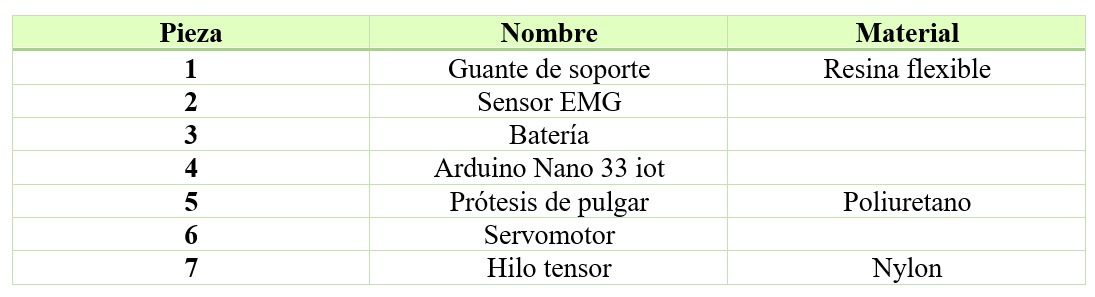 Pieza Nombre Material
1 Guante de soporte Resina flexible
2 Sensor EMG
3 Batería
4 Arduino Nano 33 iot
5 Prótesis de pulgar Poliuretano
6 Servomotor
7 Hilo tensor Nylon